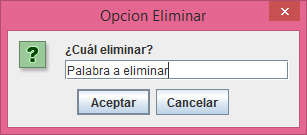 Opcion Eliminar
¿Cuál eliminar?
Palabra a eliminar
Aceptar Cancelar